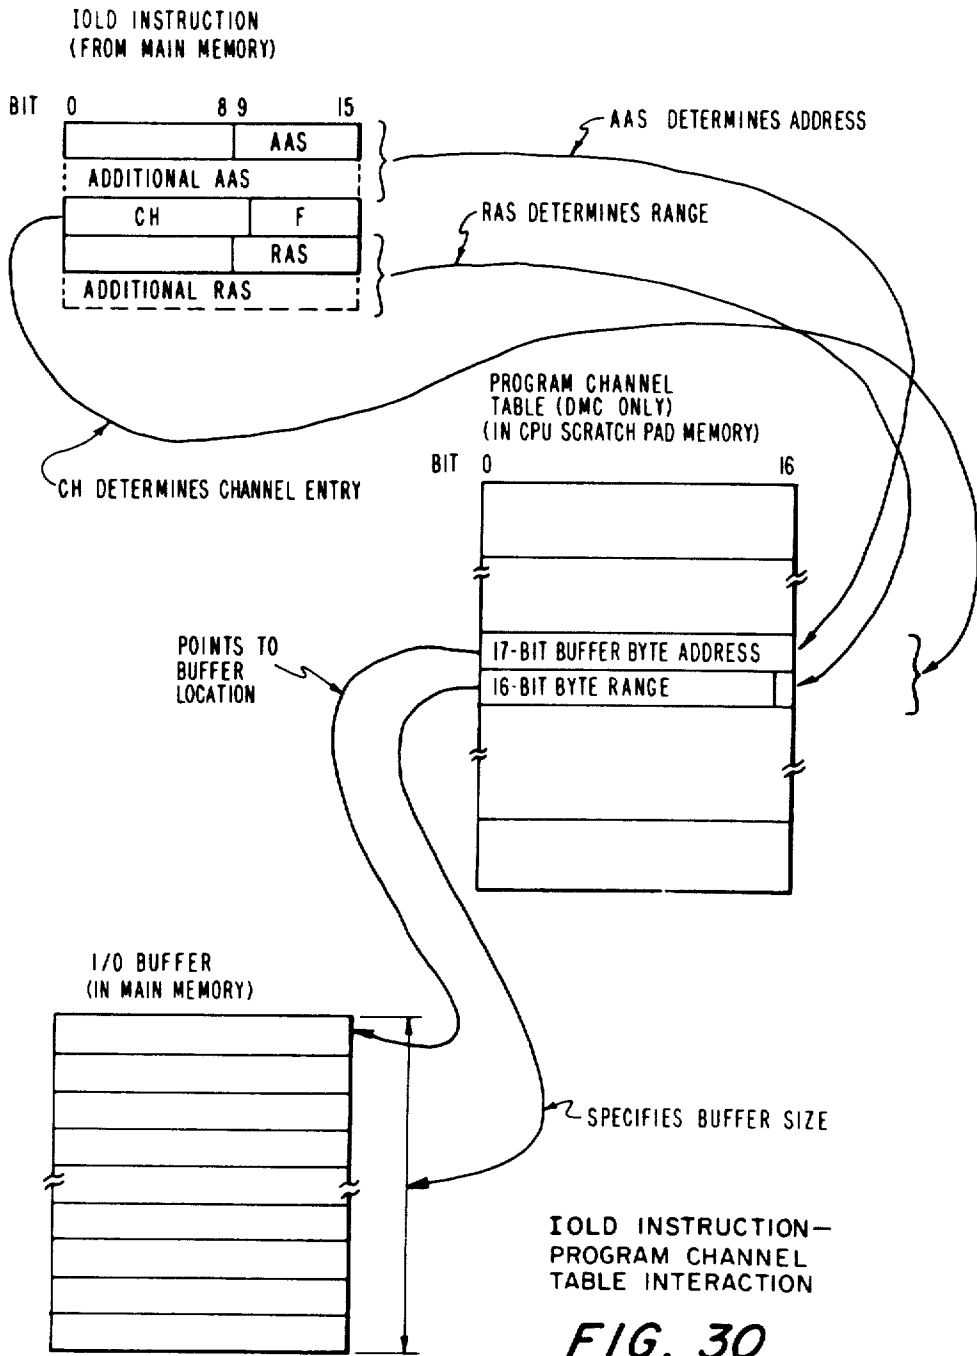 IOLD INSTRUCTION
(FROM MAIN MEMORY)
BIT 0 8 9 15
AAS
ADDITIONAL AAS
CH F
RAS
ADDITIONAL RAS
AAS DETERMINES ADDRESS
RAS DETERMINES RANGE
CH DETERMINES CHANNEL ENTRY
PROGRAM CHANNEL
TABLE (DMC ONLY)
(IN CPU SCRATCH PAD MEMORY)
BIT 0 16
17-BIT BUFFER BYTE ADDRESS
16-BIT BYTE RANGE
POINTS TO
BUFFER
LOCATION
I/O BUFFER
(IN MAIN MEMORY)
SPECIFIES BUFFER SIZE
IOLD INSTRUCTION—
PROGRAM CHANNEL
TABLE INTERACTION
FIG. 30